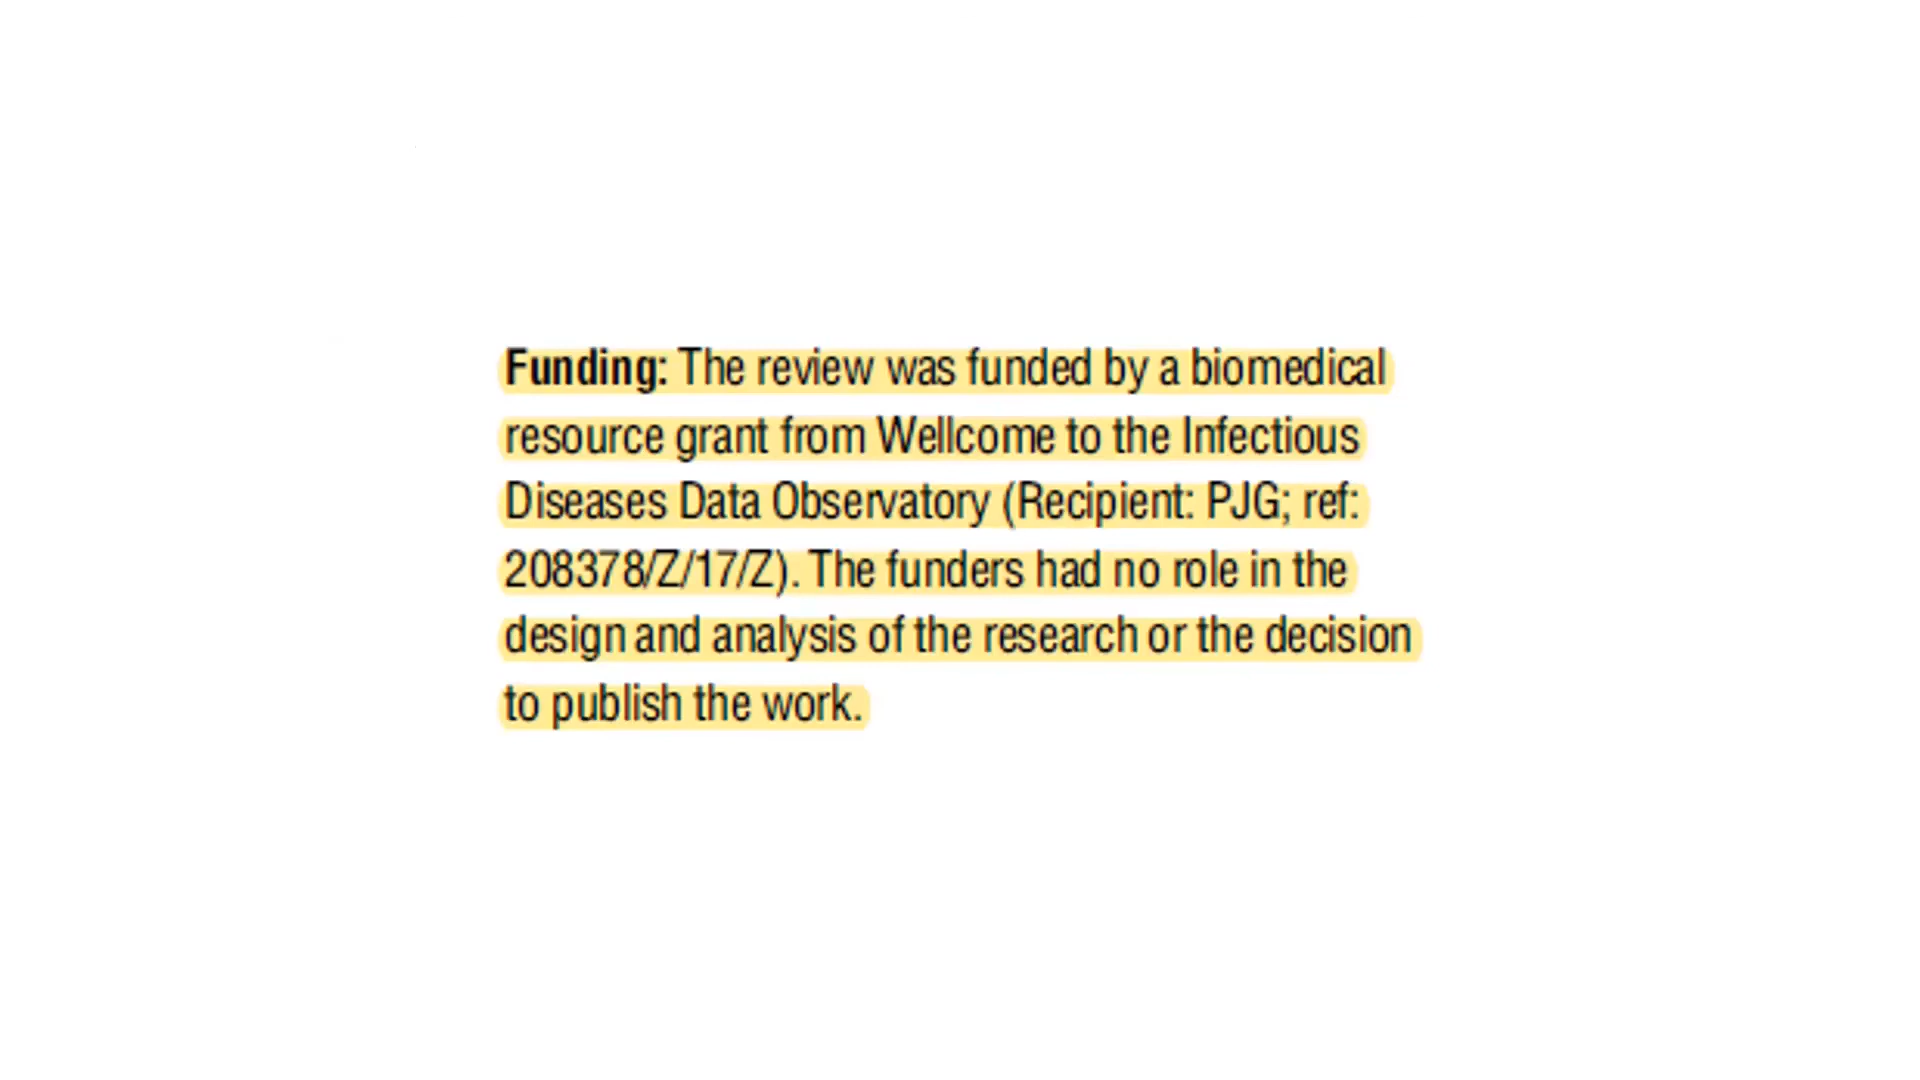 Funding: The review was funded by a biomedical
resource grant from Wellcome to the Infectious
Diseases Data Observatory (Recipient: PJG; ref:
208378/Z/17/Z). The funders had no role in the
design and analysis of the research or the decision
to publish the work.